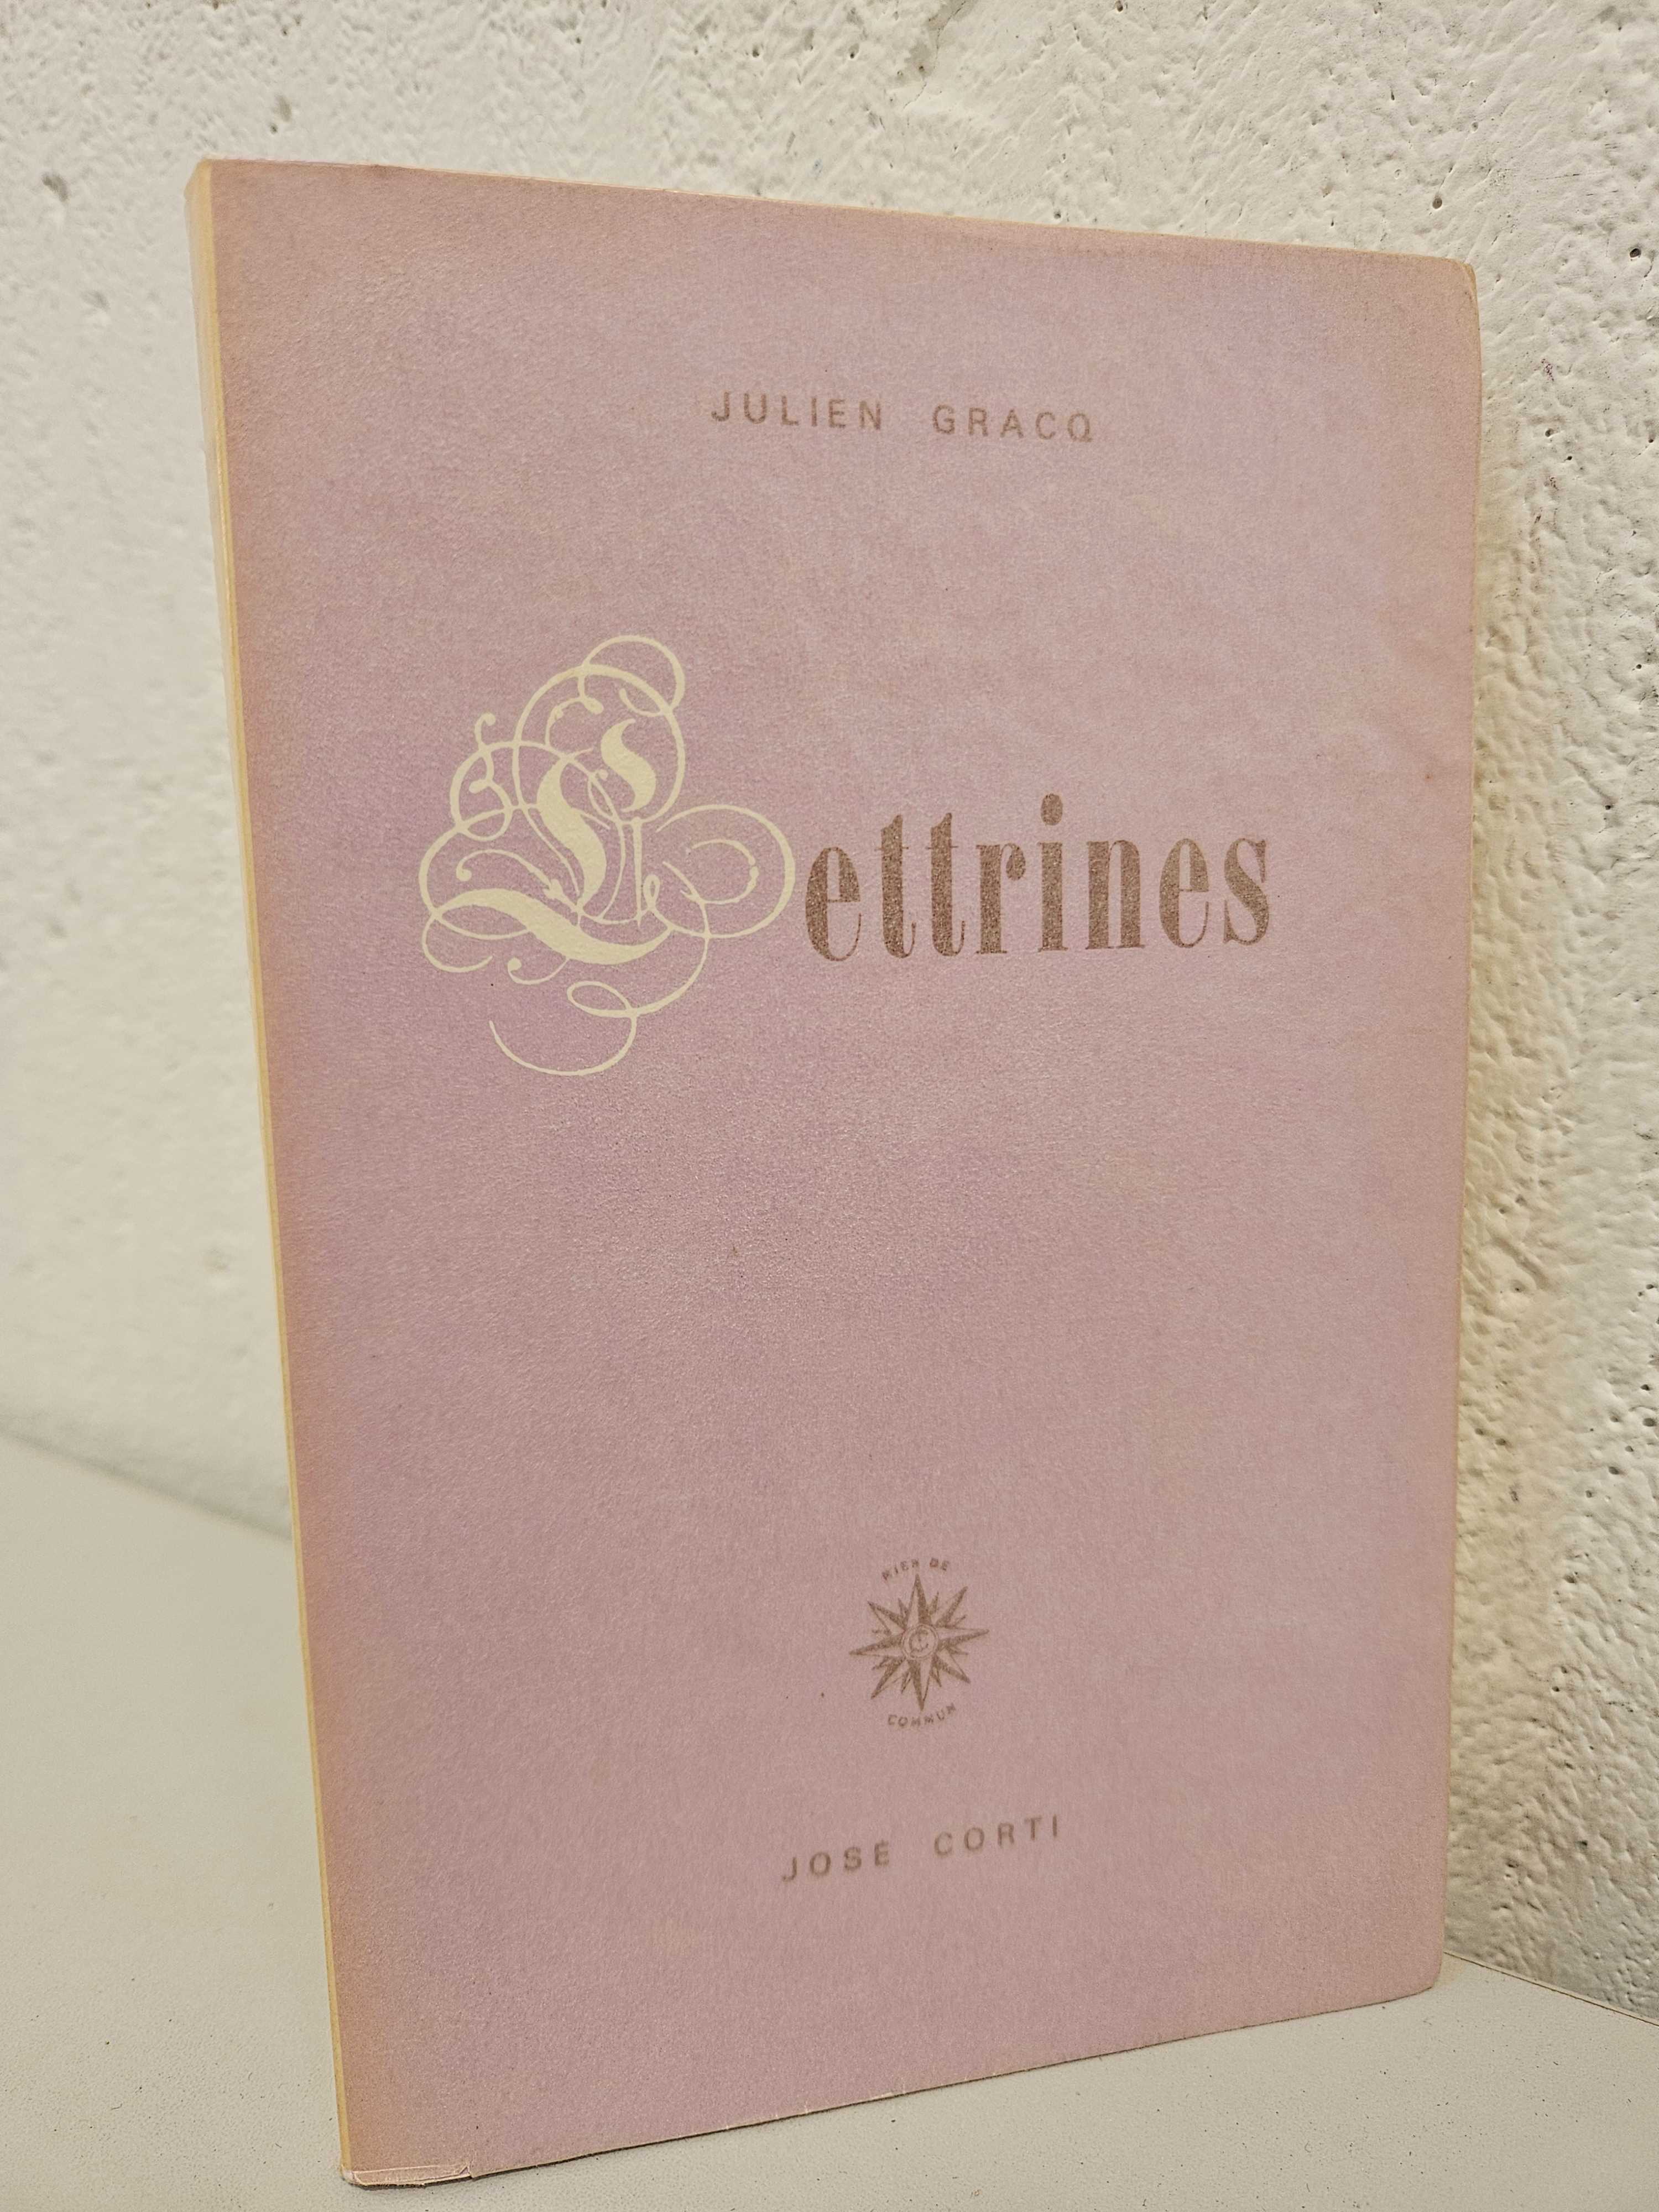 JULIEN GRACQ
Lettrines
RIEN DE
C
COMMUN
JOSÉ CORTI